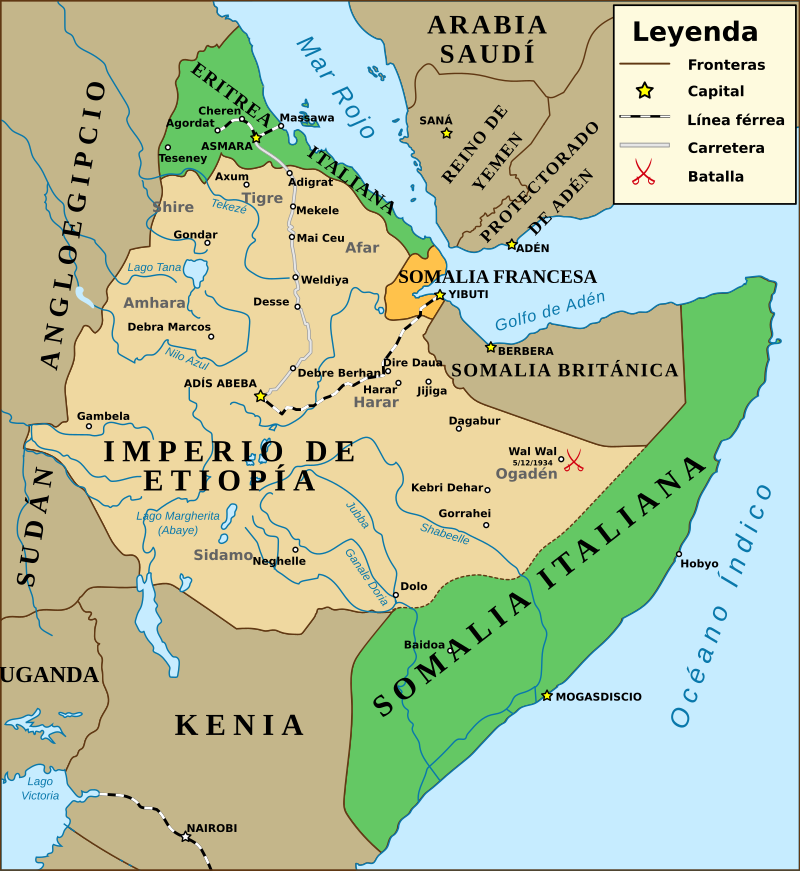 Leyenda
Fronteras
Capital
Línea férrea
Carretera
Batalla
ARABIA
SAUDÍ
Mar Rojo
ERITREA
ITALIANA
Cheren
Massawa
Agordat
ASMARA
Teseney
SANÁ
REINO DE
YEMEN
PROTECTORADO
DE ADÉN
ADÉN
ANGLOEGIPCIO
SUDÁN
Axum
Adigrat
Shire
Tigre
Tekezé
Mekele
Gondar
Mai Ceu
Afar
SOMALIA FRANCESA
YIBUTI
Golfo de Adén
Lago Tana
Weldiya
Amhara
Desse
Debra Marcos
Nilo Azul
BERBERA
SOMALIA BRITÁNICA
Dire Daua
Debre Berhan
ADÍS ABEBA
Harar
Jijiga
Harar
Gambela
Dagabur
IMPERIO DE
ETIOPÍA
Wal Wal
5/12/1934
Ogadén
Kebri Dehar
Gorrahei
Lago Margherita
(Abaye)
Jubba
Shabeelle
Sidamo
Neghelle
Ganale Doria
Dolo
SOMALIA ITALIANA
Hobyo
Océano Índico
Baidoa
MOGASDISCIO
UGANDA
KENIA
Lago
Victoria
NAIROBI